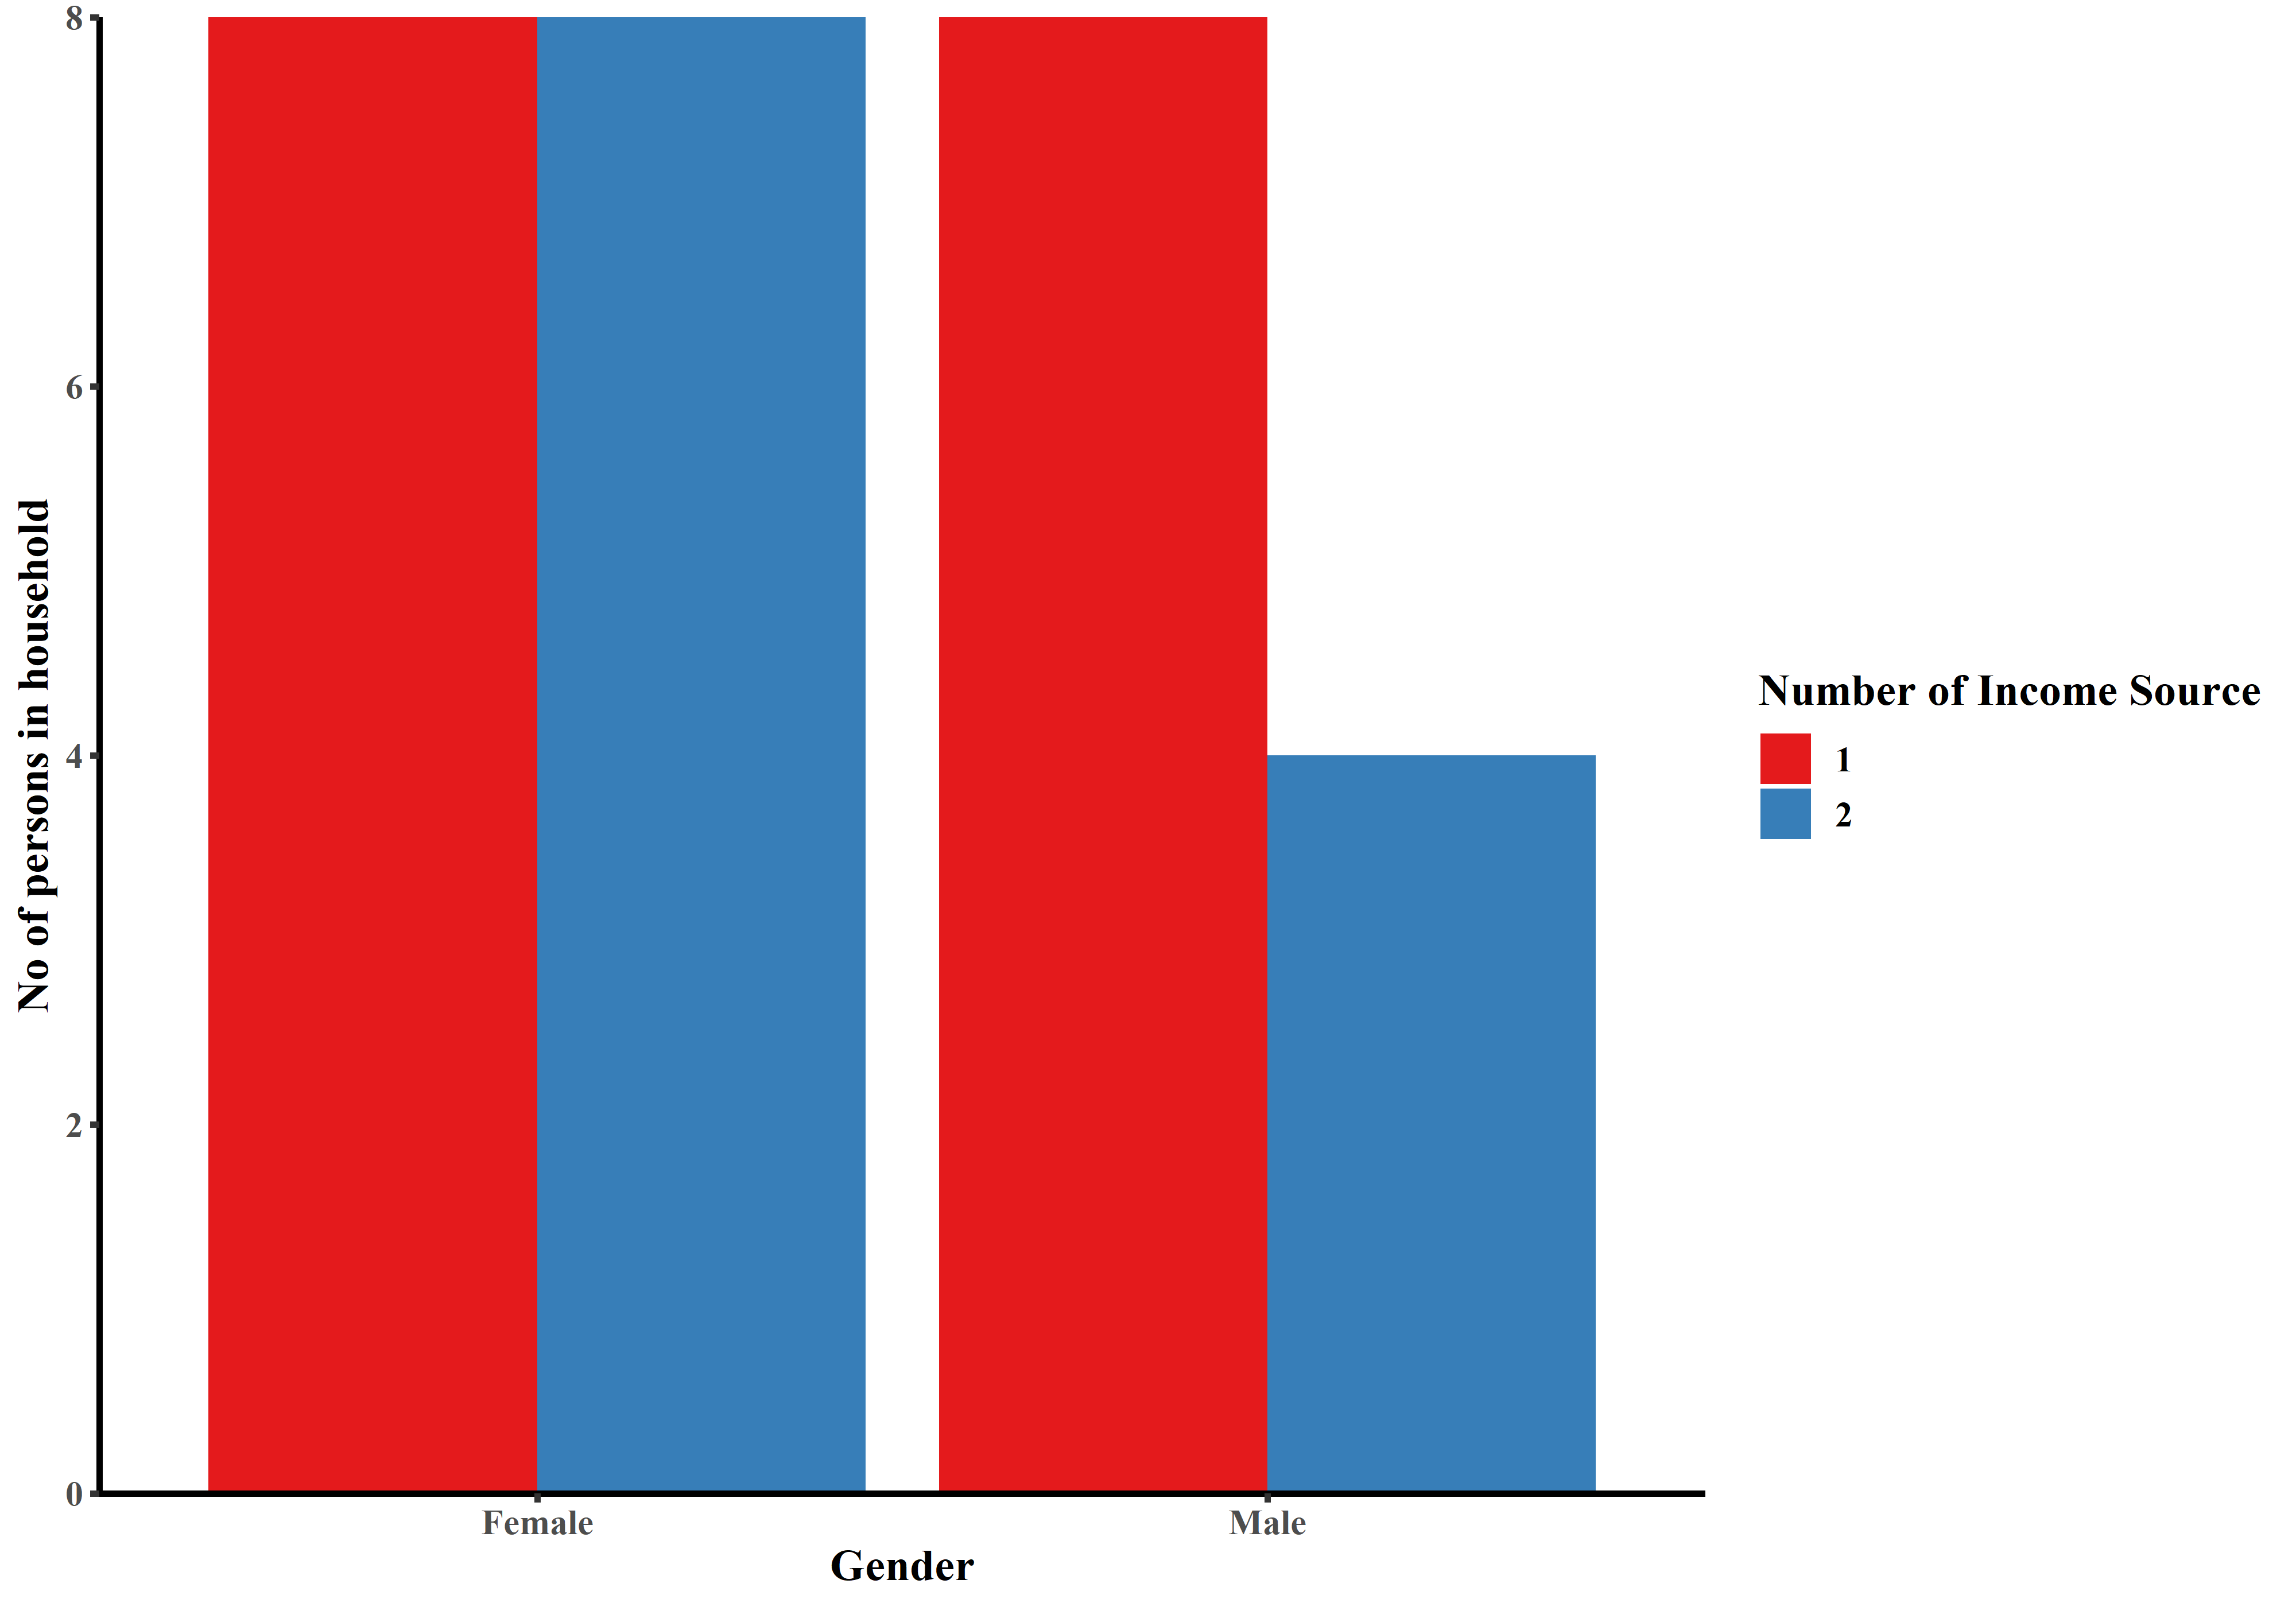 8
6
4
2
0
No of persons in household
Female
Male
Gender
Number of Income Source
1
2